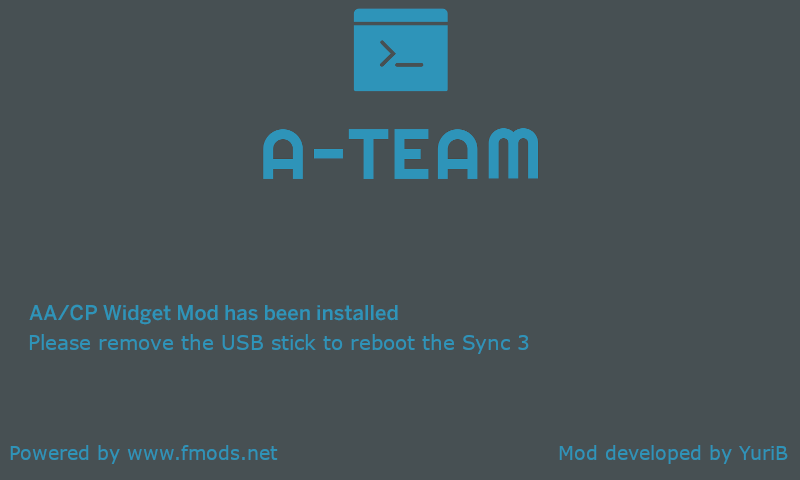 A-TEAM
AA/CP Widget Mod has been installed
Please remove the USB stick to reboot the Sync 3
Powered by www.fmods.net
Mod developed by YuriB